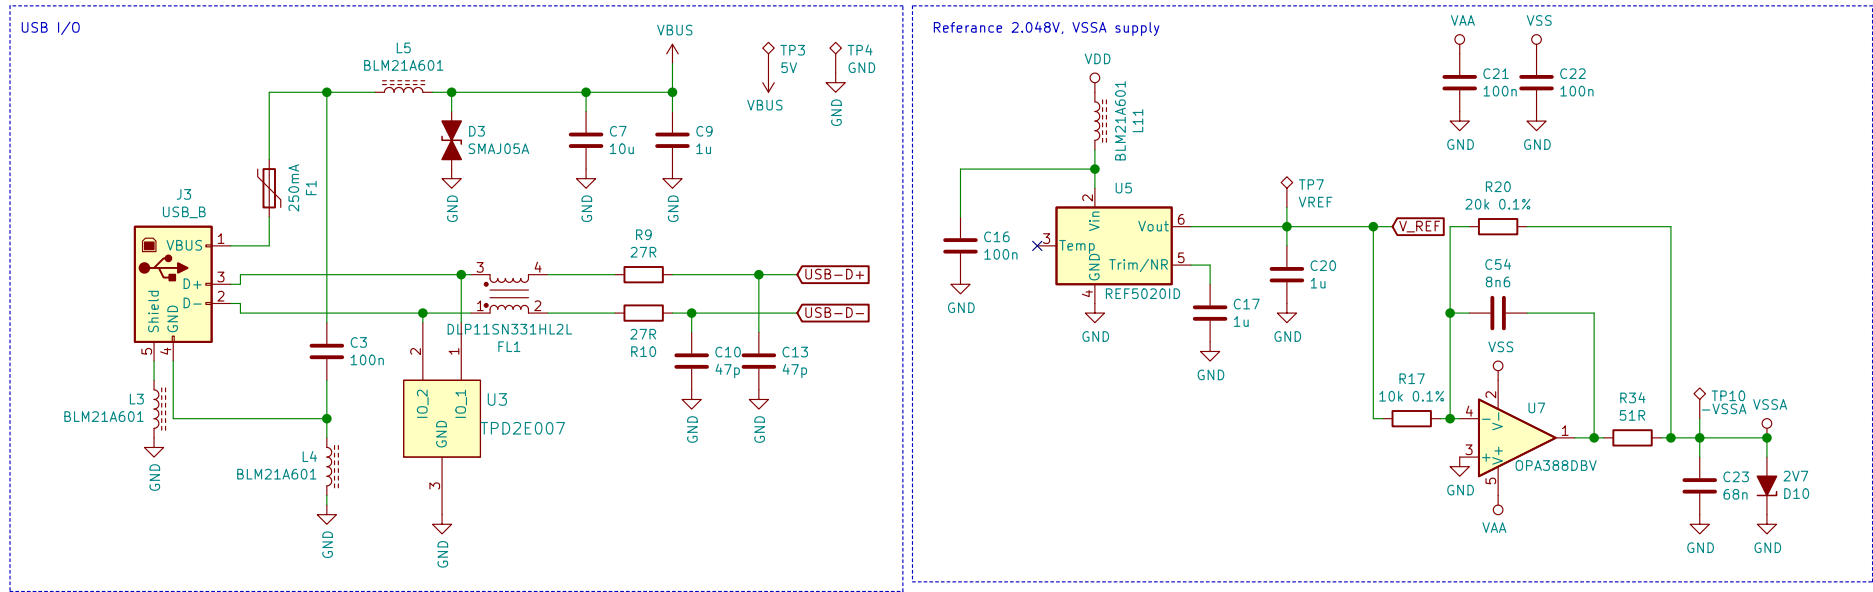 USB I/O
L5
BLM21A601
VBUS
TP3
5V
VBUS
TP4
GND
GND
D3
SMAJ05A
GND
C7
10u
GND
C9
1u
GND
250mA
F1
J3
USB_B
VBUS
1
D+
3
D-
2
Shield
GND
5
4
L3
BLM21A601
GND
C3
100n
L4
BLM21A601
GND
3
4
1
2
DLP11SN331HL2L
FL1
R9
27R
27R
R10
USB-D+
USB-D-
C10
47p
GND
C13
47p
GND
2
1
IO_2
IO_1
GND
U3
TPD2E007
3
GND
Referance 2.048V, VSSA supply
VDD
BLM21A601
L11
VAA
C21
100n
GND
VSS
C22
100n
GND
C16
100n
GND
U5
2
Vin
Vout
6
3
Temp
Trim/NR
5
GND
4
REF5020ID
GND
C17
1u
GND
TP7
VREF
C20
1u
GND
V_REF
R20
20k 0.1%
C54
8n6
VSS
R17
10k 0.1%
U7
2
V-
4
-
3
+
V+
5
1
OPA388DBV
GND
VAA
R34
51R
TP10
-VSSA
VSSA
C23
68n
GND
2V7
D10
GND